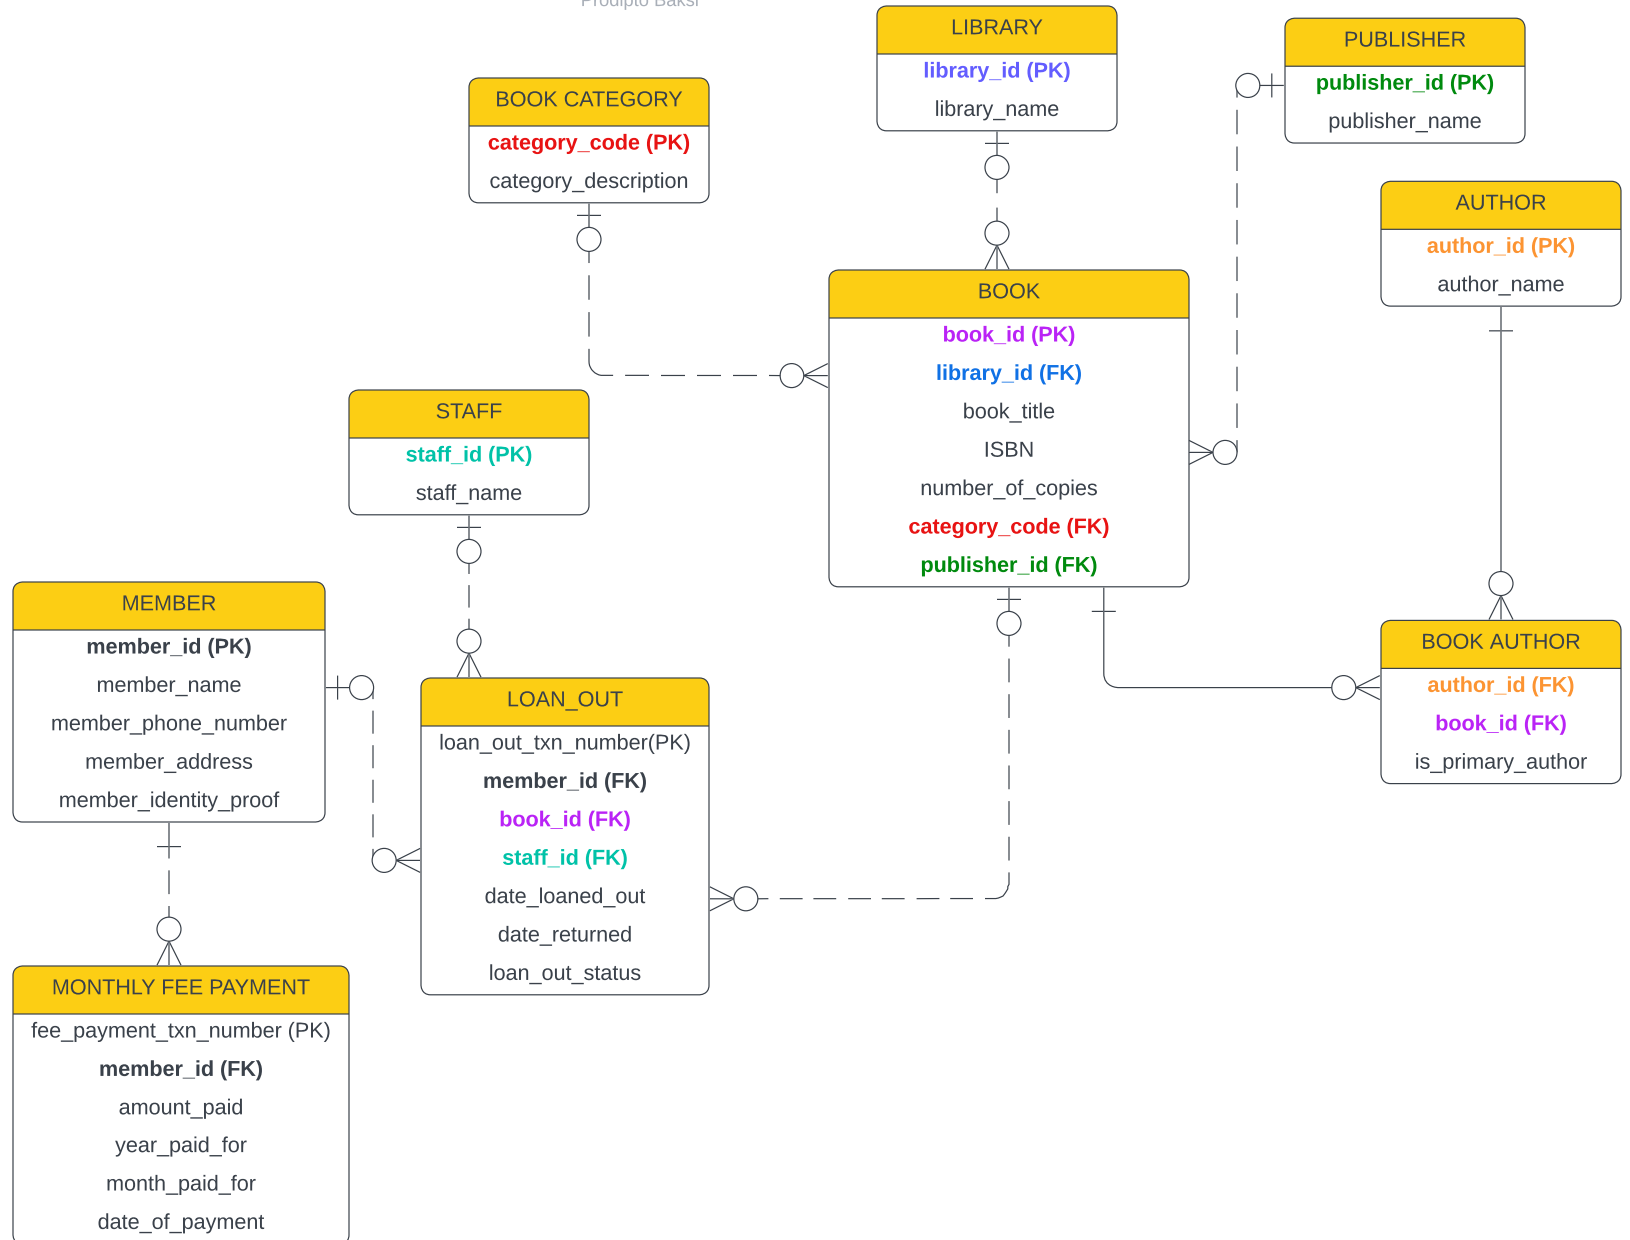 Prodipto Baksi
LIBRARY
library_id (PK)
library_name
PUBLISHER
publisher_id (PK)
publisher_name
BOOK CATEGORY
category_code (PK)
category_description
AUTHOR
author_id (PK)
author_name
BOOK
book_id (PK)
library_id (FK)
book_title
ISBN
number_of_copies
category_code (FK)
publisher_id (FK)
STAFF
staff_id (PK)
staff_name
MEMBER
member_id (PK)
member_name
member_phone_number
member_address
member_identity_proof
LOAN_OUT
loan_out_txn_number(PK)
member_id (FK)
book_id (FK)
staff_id (FK)
date_loaned_out
date_returned
loan_out_status
BOOK AUTHOR
author_id (FK)
book_id (FK)
is_primary_author
MONTHLY FEE PAYMENT
fee_payment_txn_number (PK)
member_id (FK)
amount_paid
year_paid_for
month_paid_for
date_of_payment